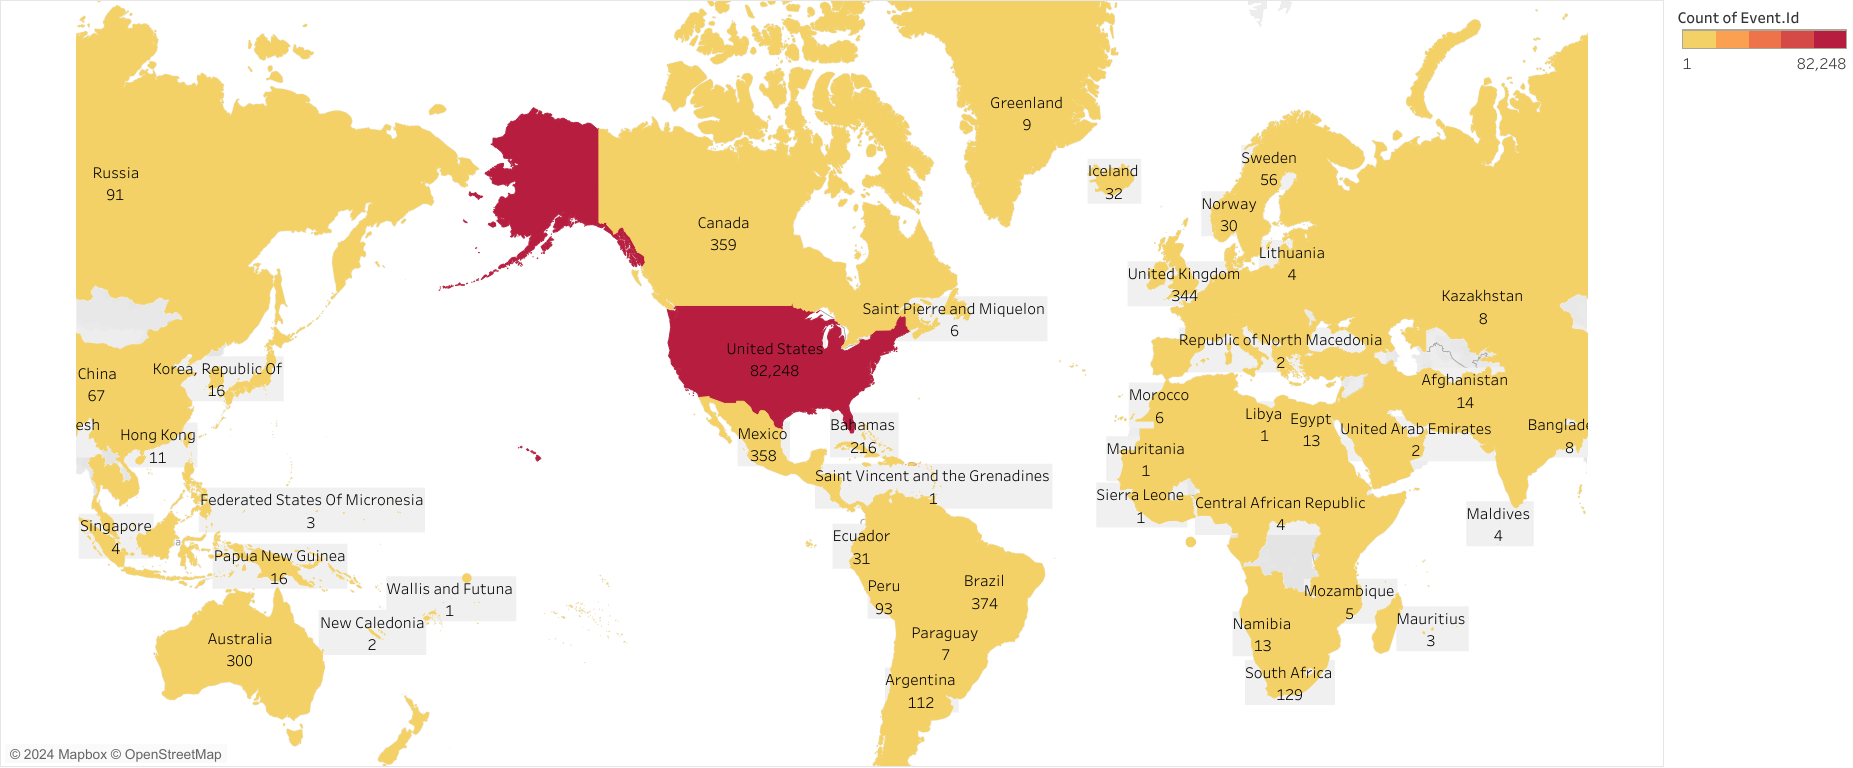 Count of Event.Id
1
82,248
Greenland
9
Sweden
56
Iceland
32
Russia
91
Norway
30
Canada
359
Lithuania
4
United Kingdom
344
Kazakhstan
8
Saint Pierre and Miquelon
6
Republic of North Macedonia
2
United States
82,248
Korea, Republic Of
16
China
67
Afghanistan
14
Morocco
6
Libya
1
Egypt
13
esh
Bahamas
216
Banglade
8
United Arab Emirates
2
Hong Kong
11
Mexico
358
Mauritania
1
Saint Vincent and the Grenadines
1
Sierra Leone
1
Federated States Of Micronesia
3
Central African Republic
4
Maldives
4
Singapore
4
Ecuador
31
Papua New Guinea
16
Brazil
374
Peru
93
Wallis and Futuna
1
Mozambique
5
Mauritius
3
New Caledonia
2
Namibia
13
Paraguay
7
Australia
300
South Africa
129
Argentina
112
© 2024 Mapbox © OpenStreetMap